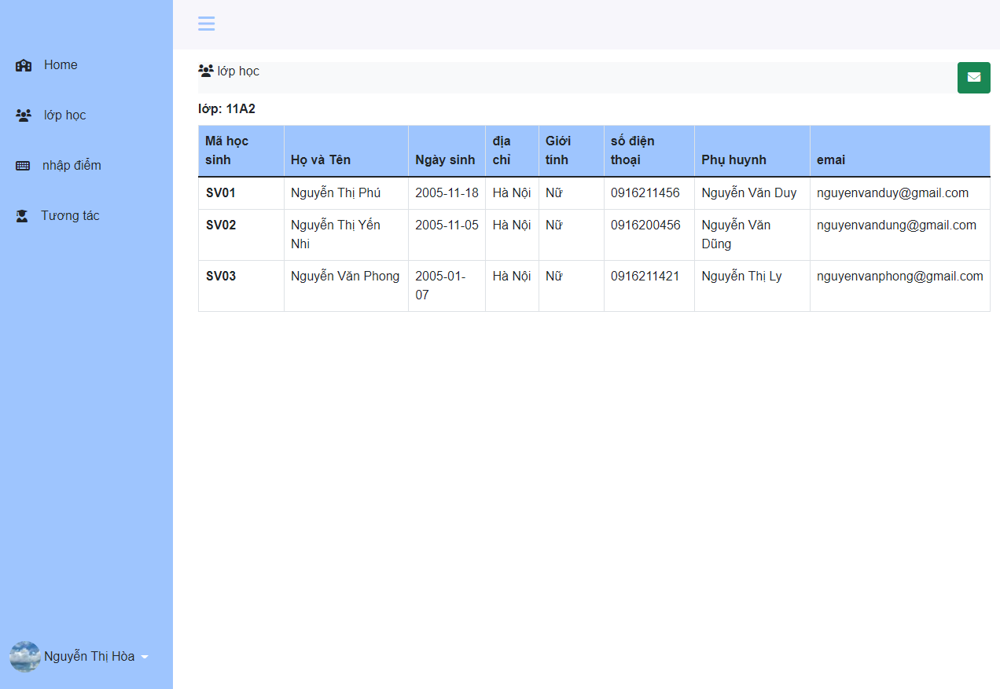 Home
lớp học
nhập điểm
Tương tác
Nguyễn Thị Hòa
lớp học
lớp: 11A2
Mã học sinh Họ và Tên Ngày sinh địa chỉ Giới tính số điện thoại Phụ huynh emai
SV01 Nguyễn Thị Phú 2005-11-18 Hà Nội Nữ 0916211456 Nguyễn Văn Duy nguyenvanduy@gmail.com
SV02 Nguyễn Thị Yến Nhi 2005-11-05 Hà Nội Nữ 0916200456 Nguyễn Văn Dũng nguyenvandung@gmail.com
SV03 Nguyễn Văn Phong 2005-01-07 Hà Nội Nữ 0916211421 Nguyễn Thị Ly nguyenvanphong@gmail.com